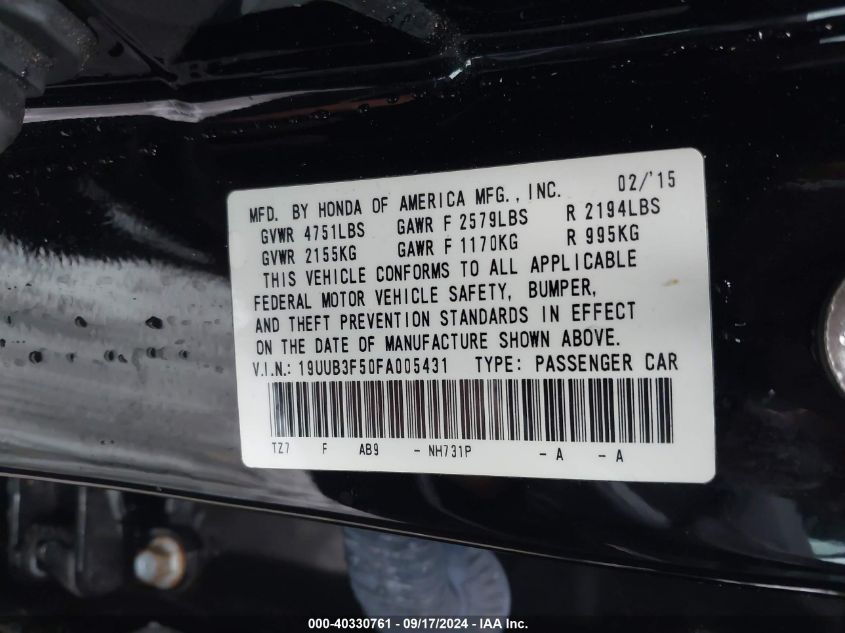 MFD. BY HONDA OF AMERICA MFG., INC. 02/'15
GVWR 4751LBS GAWR F 2579LBS R 2194LBS
GVWR 2155KG GAWR F 1170KG R 995KG
THIS VEHICLE CONFORMS TO ALL APPLICABLE
FEDERAL MOTOR VEHICLE SAFETY, BUMPER,
AND THEFT PREVENTION STANDARDS IN EFFECT
ON THE DATE OF MANUFACTURE SHOWN ABOVE.
V.I.N.: 19UUB3F50FA005431 TYPE: PASSENGER CAR
TZ7 F AB9 - NH731P - A - A
000-40330761 - 09/17/2024 - IAA Inc.